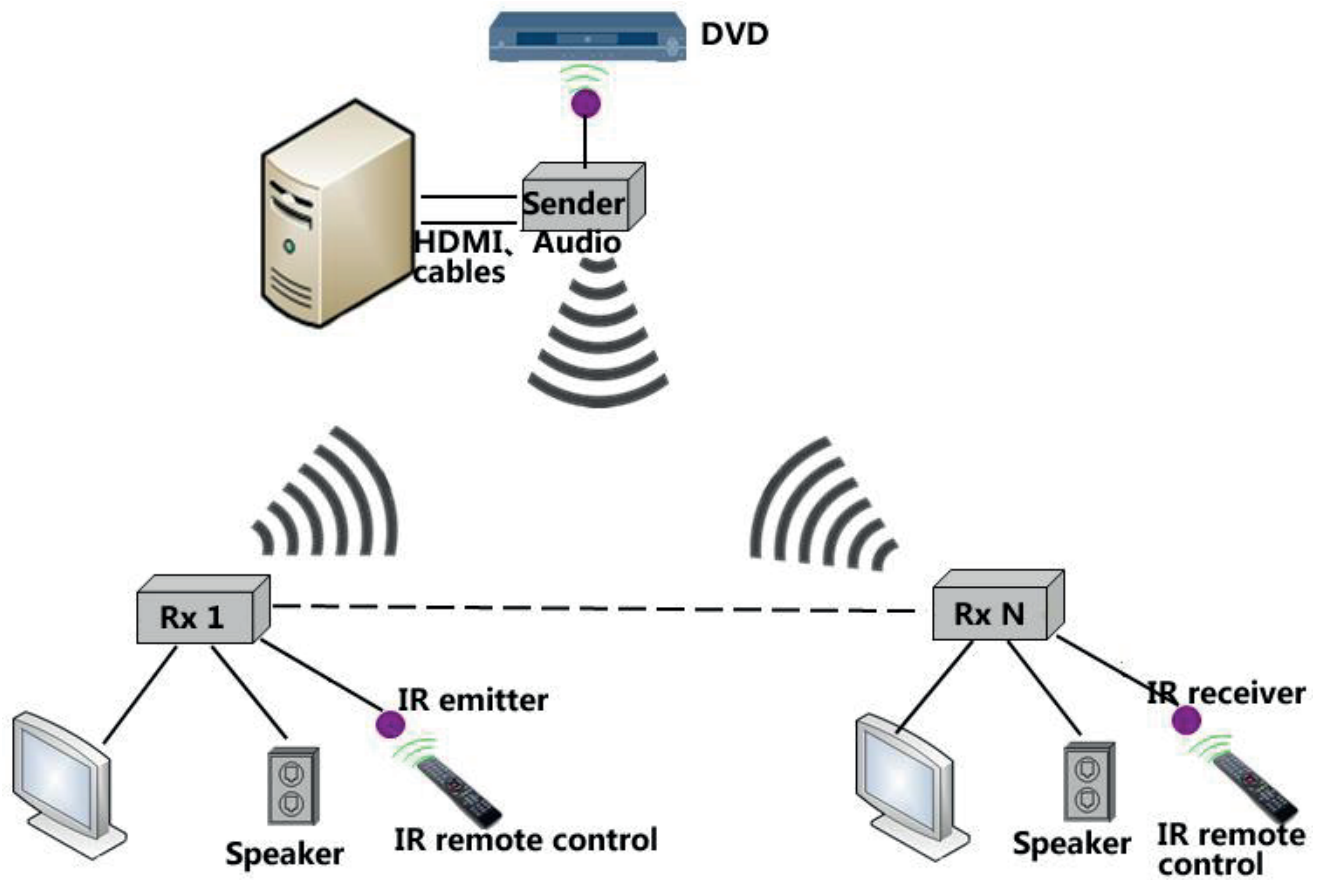 DVD
Sender
HDMI、 Audio
cables
Rx 1
Rx N
IR emitter
IR receiver
Speaker
IR remote control
Speaker
IR remote
control